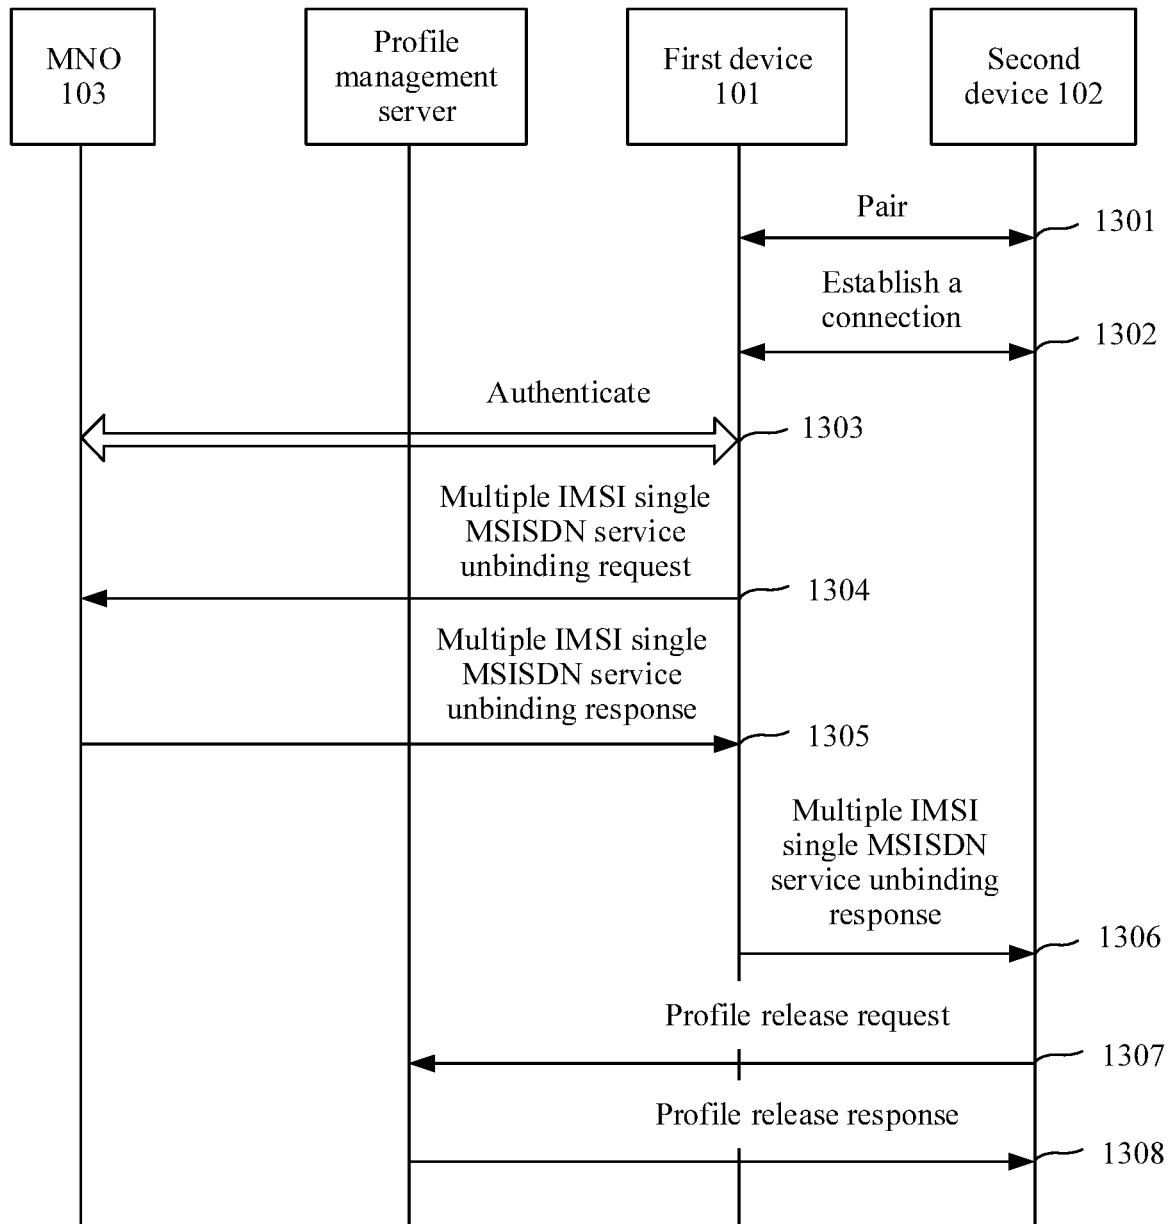 MNO
103
Profile
management
server
First device
101
Second
device 102
Pair
1301
Establish a
connection
1302
Authenticate
1303
Multiple IMSI single
MSISDN service
unbinding request
1304
Multiple IMSI single
MSISDN service
unbinding response
1305
Multiple IMSI
single MSISDN
service unbinding
response
1306
Profile release request
1307
Profile release response
1308